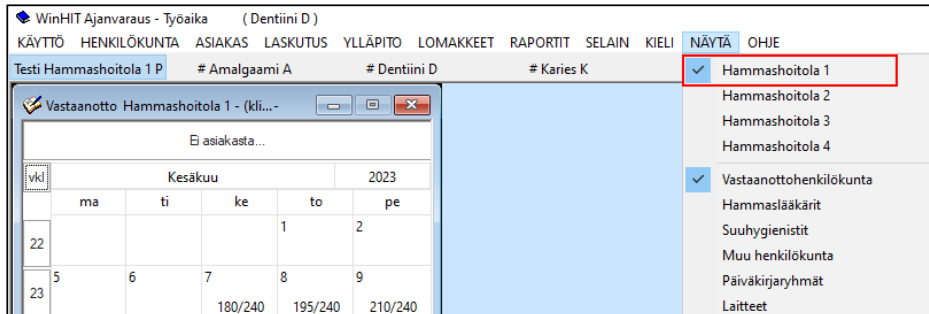 WinHIT Ajanvaraus - Työaika ( Dentiini D )
KÄYTTÖ HENKILÖKUNTA ASIAKAS LASKUTUS YLLÄPITO LOMAKKEET RAPORTIT SELAIN KIELI NÄYTÄ OHJE
Testi Hammashoitola 1 P # Amalgaami A # Dentiini D # Karies K
Hammashoitola 1
Hammashoitola 2
Hammashoitola 3
Hammashoitola 4
Vastaanottohenkilökunta
Hammaslääkärit
Suuhygienistit
Muu henkilökunta
Päiväkirjaryhmät
Laitteet
Vastaanotto Hammashoitola 1 - (kli...-
Ei asiakasta...
vkl Kesäkuu 2023
ma ti ke to pe
22 1 2
23 5 6 7 8 9
180/240 195/240 210/240